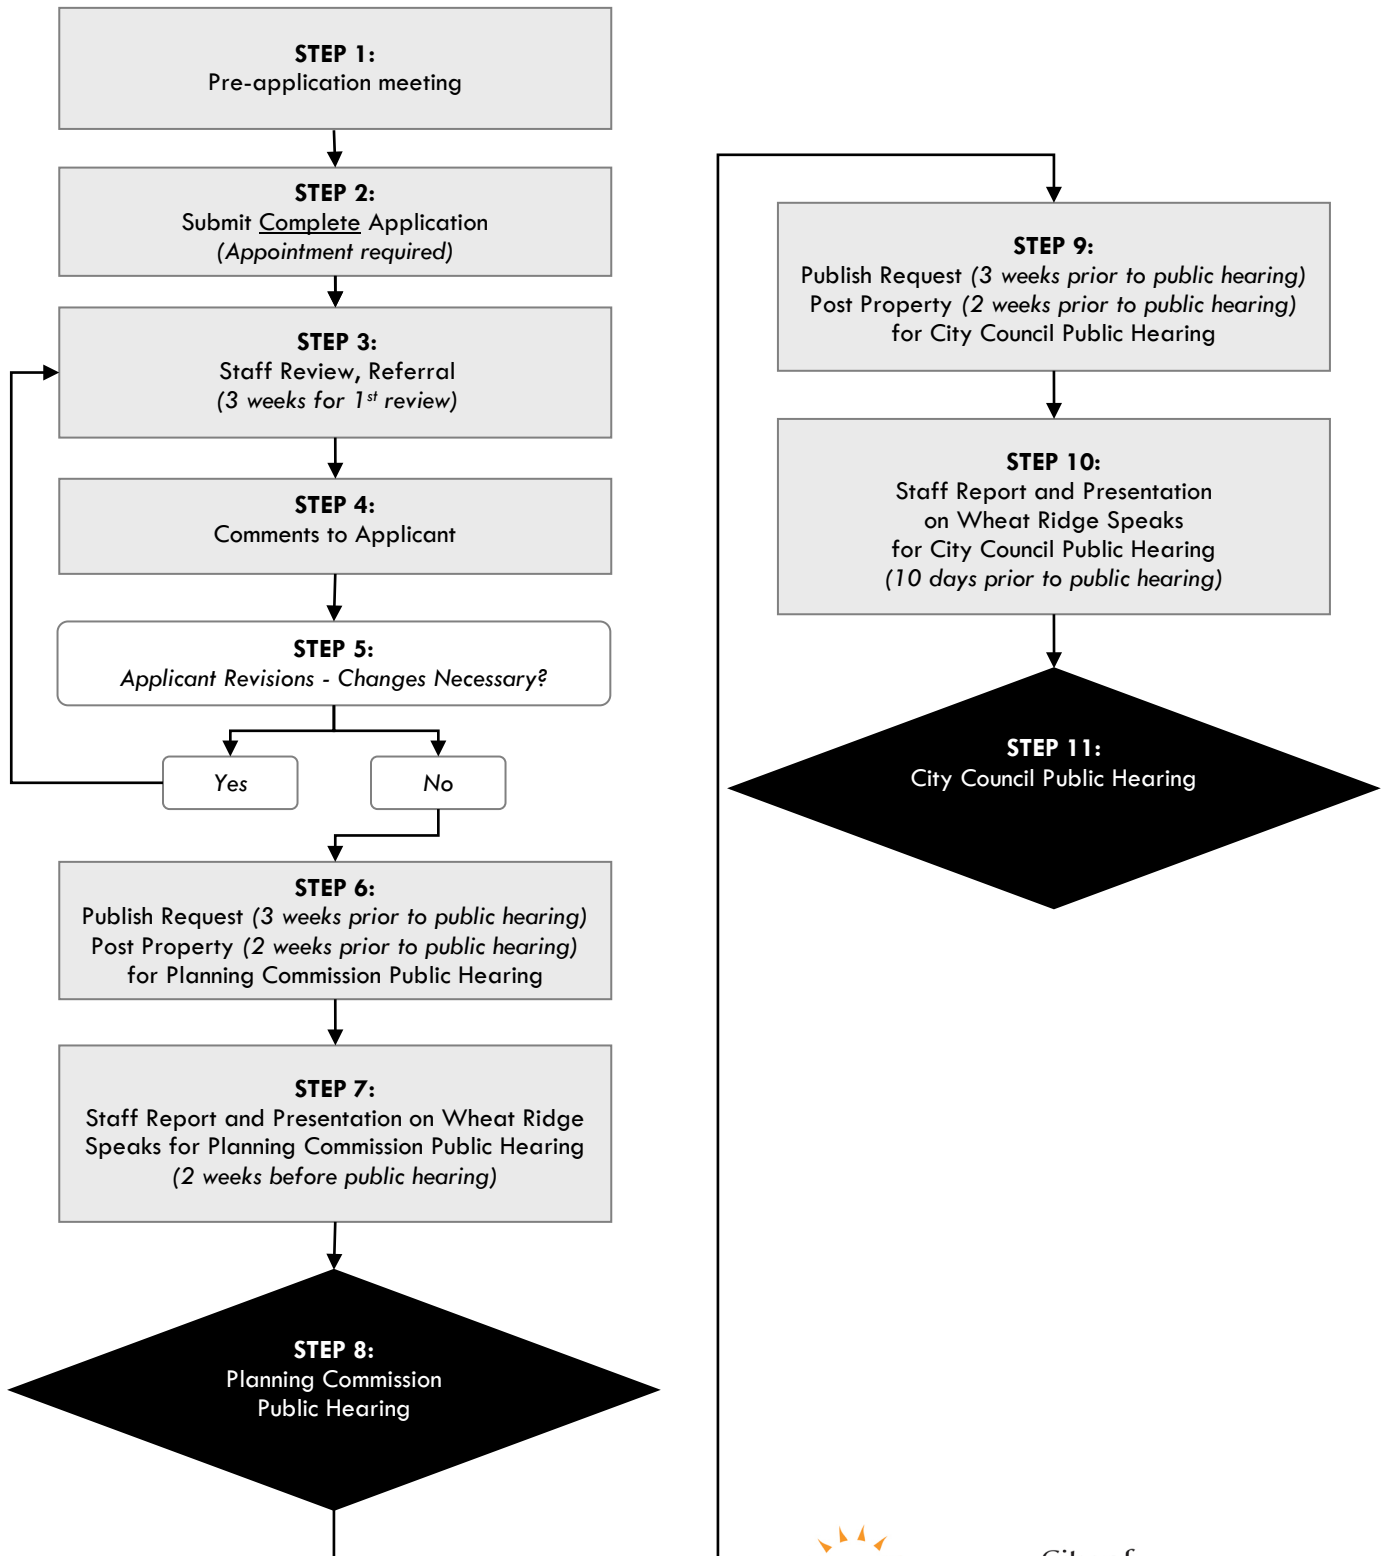 STEP 1:
Pre-application meeting
STEP 2:
Submit Complete Application
(Appointment required)
STEP 3:
Staff Review, Referral
(3 weeks for 1st review)
STEP 4:
Comments to Applicant
STEP 5:
Applicant Revisions - Changes Necessary?
Yes
No
STEP 6:
Publish Request (3 weeks prior to public hearing)
Post Property (2 weeks prior to public hearing)
for Planning Commission Public Hearing
STEP 7:
Staff Report and Presentation on Wheat Ridge
Speaks for Planning Commission Public Hearing
(2 weeks before public hearing)
STEP 8:
Planning Commission
Public Hearing
STEP 9:
Publish Request (3 weeks prior to public hearing)
Post Property (2 weeks prior to public hearing)
for City Council Public Hearing
STEP 10:
Staff Report and Presentation
on Wheat Ridge Speaks
for City Council Public Hearing
(10 days prior to public hearing)
STEP 11:
City Council Public Hearing
City of